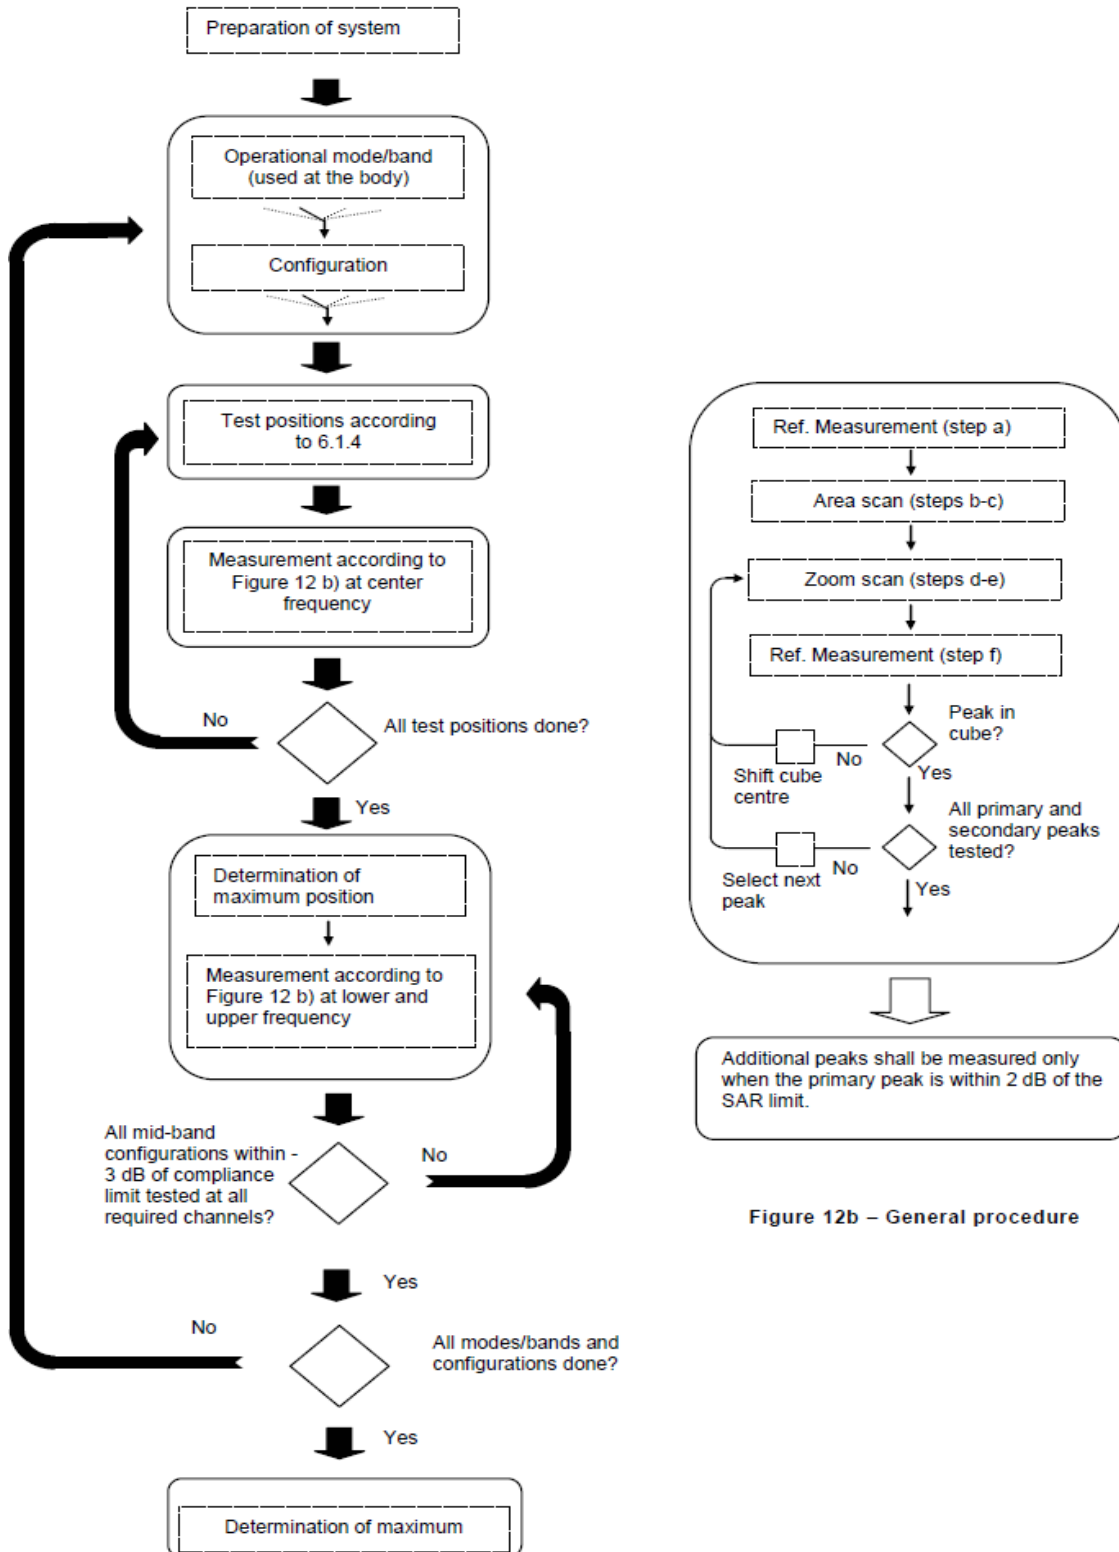 Preparation of system
Operational mode/band
(used at the body)
Configuration
Test positions according
to 6.1.4
Measurement according to
Figure 12 b) at center
frequency
No
All test positions done?
Yes
Determination of
maximum position
Measurement according to
Figure 12 b) at lower and
upper frequency
All mid-band
configurations within -
3 dB of compliance
limit tested at all
required channels?
No
Yes
No
All modes/bands and
configurations done?
Yes
Determination of maximum
Ref. Measurement (step a)
Area scan (steps b-c)
Zoom scan (steps d-e)
Ref. Measurement (step f)
Peak in
cube?
No
Shift cube
centre
Yes
All primary and
secondary peaks
tested?
No
Select next
peak
Yes
Additional peaks shall be measured only
when the primary peak is within 2 dB of the
SAR limit.
Figure 12b – General procedure